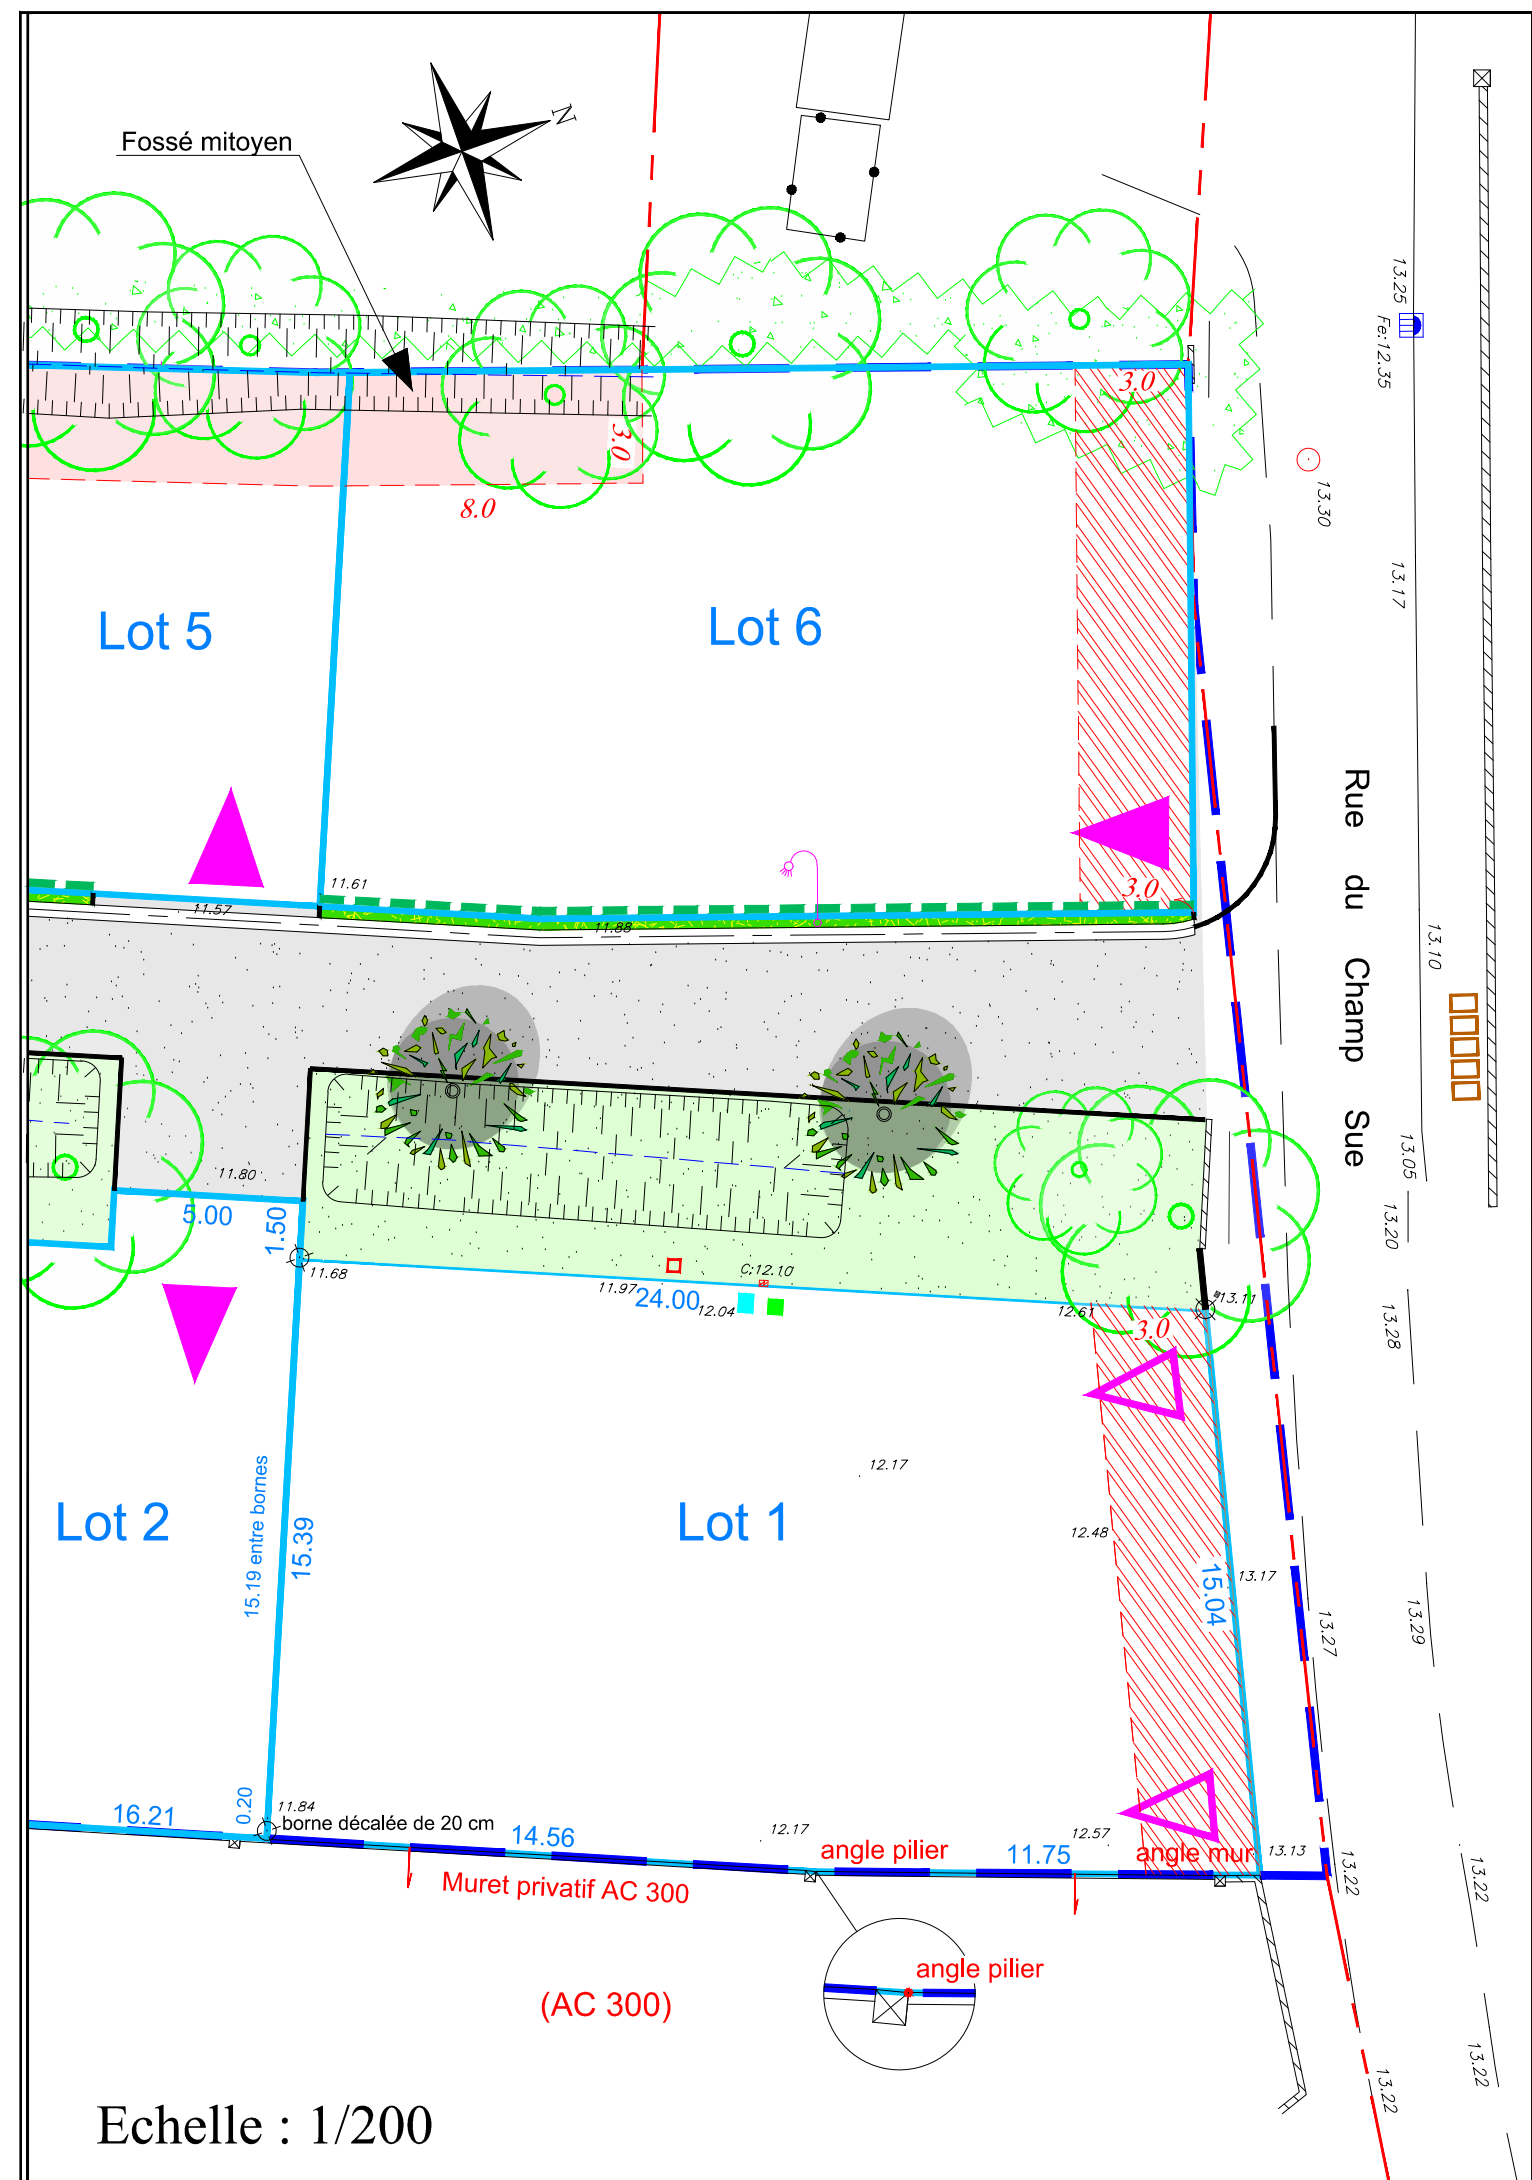 N
Fossé mitoyen
13.25
Fe:12.35
3.0
3.0
8.0
13.30
13.17
Lot 5
Lot 6
Rue du Champ Sue
11.61
3.0
11.57
11.88
13.10
11.80
13.05
5.00
1.50
13.20
11.68
C:12.10
11.97
24.00
12.04
12.61
13.11
3.0
13.28
12.17
15.19 entre bornes
15.39
Lot 2
Lot 1
12.48
15.04
13.17
13.27
13.29
0.20
11.84
16.21
borne décalée de 20 cm
14.56
12.17
angle pilier
11.75
12.57
angle mur
13.13
13.22
13.22
Muret privatif AC 300
angle pilier
(AC 300)
13.22
13.22
Echelle : 1/200